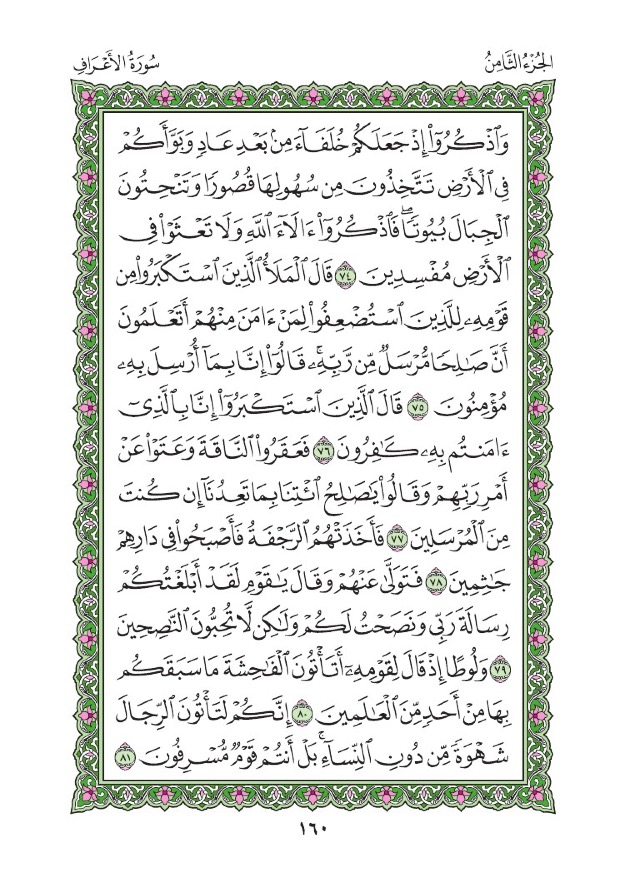 الجُزْءُ الثَّامِنُ
سُورَةُ الأَعْرَافِ
وَٱذۡكُرُوٓاْ إِذۡ جَعَلَكُمۡ خُلَفَآءَ مِنۢ بَعۡدِ عَادٖ وَبَوَّأَكُمۡ
فِي ٱلۡأَرۡضِ تَتَّخِذُونَ مِن سُهُولِهَا قُصُورٗا وَتَنۡحِتُونَ
ٱلۡجِبَالَ بُيُوتٗاۖ فَٱذۡكُرُوٓاْ ءَالَآءَ ٱللَّهِ وَلَا تَعۡثَوۡاْ فِي
ٱلۡأَرۡضِ مُفۡسِدِينَ ٧٤ قَالَ ٱلۡمَلَأُ ٱلَّذِينَ ٱسۡتَكۡبَرُواْ مِن
قَوۡمِهِۦ لِلَّذِينَ ٱسۡتُضۡعِفُواْ لِمَنۡ ءَامَنَ مِنۡهُمۡ أَتَعۡلَمُونَ
أَنَّ صَٰلِحٗا مُّرۡسَلٞ مِّن رَّبِّهِۦۚ قَالُوٓاْ إِنَّا بِمَآ أُرۡسِلَ بِهِۦ
مُؤۡمِنُونَ ٧٥ قَالَ ٱلَّذِينَ ٱسۡتَكۡبَرُوٓاْ إِنَّا بِٱلَّذِيٓ
ءَامَنتُم بِهِۦ كَٰفِرُونَ ٧٦ فَعَقَرُواْ ٱلنَّاقَةَ وَعَتَوۡاْ عَنۡ
أَمۡرِ رَبِّهِمۡ وَقَالُواْ يَٰصَٰلِحُ ٱئۡتِنَا بِمَا تَعِدُنَآ إِن كُنتَ
مِنَ ٱلۡمُرۡسَلِينَ ٧٧ فَأَخَذَتۡهُمُ ٱلرَّجۡفَةُ فَأَصۡبَحُواْ فِي دَارِهِمۡ
جَٰثِمِينَ ٧٨ فَتَوَلَّىٰ عَنۡهُمۡ وَقَالَ يَٰقَوۡمِ لَقَدۡ أَبۡلَغۡتُكُمۡ
رِسَالَةَ رَبِّي وَنَصَحۡتُ لَكُمۡ وَلَٰكِن لَّا تُحِبُّونَ ٱلنَّٰصِحِينَ
٧٩ وَلُوطًا إِذۡ قَالَ لِقَوۡمِهِۦٓ أَتَأۡتُونَ ٱلۡفَٰحِشَةَ مَا سَبَقَكُم
بِهَا مِنۡ أَحَدٖ مِّنَ ٱلۡعَٰلَمِينَ ٨٠ إِنَّكُمۡ لَتَأۡتُونَ ٱلرِّجَالَ
شَهۡوَةٗ مِّن دُونِ ٱلنِّسَآءِۚ بَلۡ أَنتُمۡ قَوۡمٞ مُّسۡرِفُونَ ٨١
١٦٠